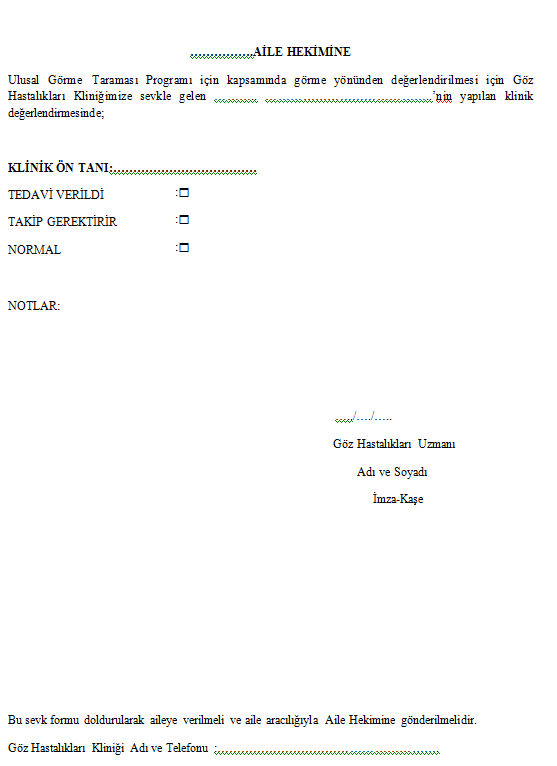 ................AİLE HEKİMİNE
Ulusal Görme Taraması Programı için kapsamında görme yönünden değerlendirilmesi için Göz
Hastalıkları Kliniğimize sevkle gelen ........... ..........................................'nin yapılan klinik
değerlendirmesinde;
KLİNİK ÖN TANI:.....................................
TEDAVİ VERİLDİ :☐
TAKİP GEREKTİRİR :☐
NORMAL :☐
NOTLAR:
..../..../.....
Göz Hastalıkları Uzmanı
Adı ve Soyadı
İmza-Kaşe
Bu sevk formu doldurularak aileye verilmeli ve aile aracılığıyla Aile Hekimine gönderilmelidir.
Göz Hastalıkları Kliniği Adı ve Telefonu :........................................................